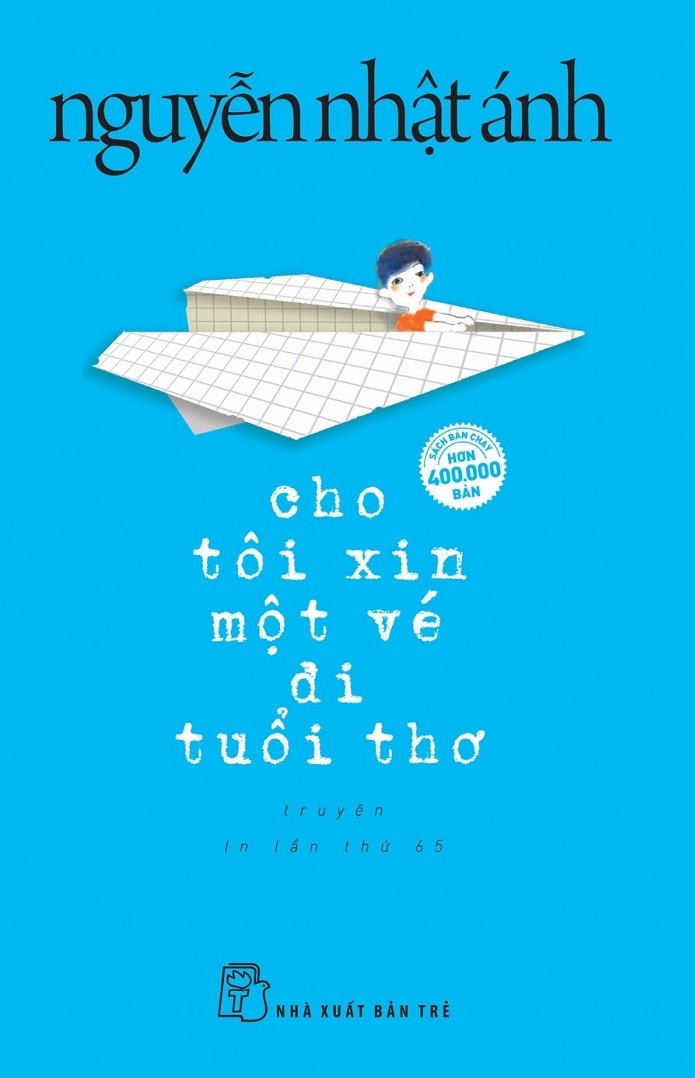 nguyễn nhật ánh
SÁCH BÁN CHẠY
HƠN
400.000
BẢN
cho
tôi xin
một vé
đi
tuổi thơ
truyện
In lần thứ 65
T
NHÀ XUẤT BẢN TRẺ